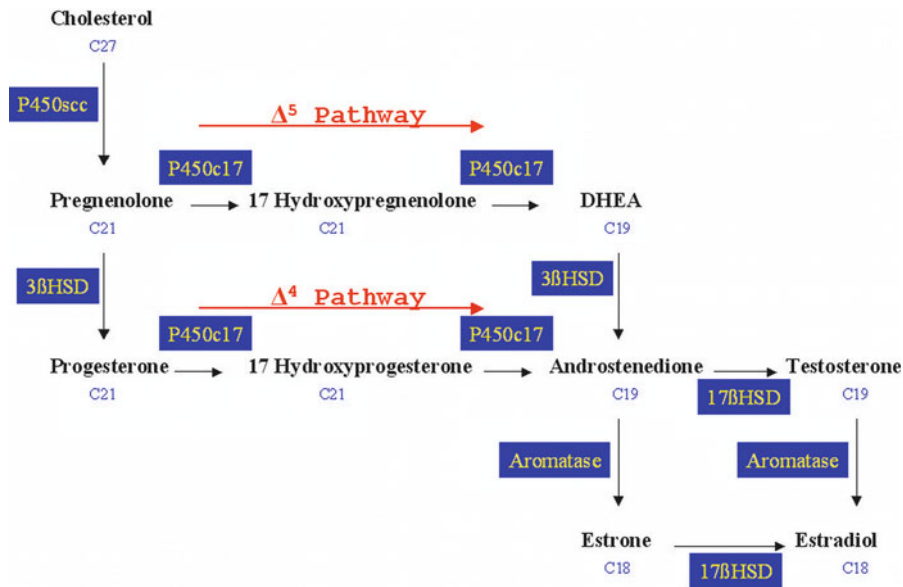 Cholesterol
C27
P450scc
Δ⁵ Pathway
P450c17
P450c17
Pregnenolone
17 Hydroxypregnenolone
DHEA
C21
C21
C19
3ßHSD
3ßHSD
Δ⁴ Pathway
P450c17
P450c17
Progesterone
17 Hydroxyprogesterone
Androstenedione
Testosterone
C21
C21
C19
17ßHSD
C19
Aromatase
Aromatase
Estrone
Estradiol
C18
17ßHSD
C18